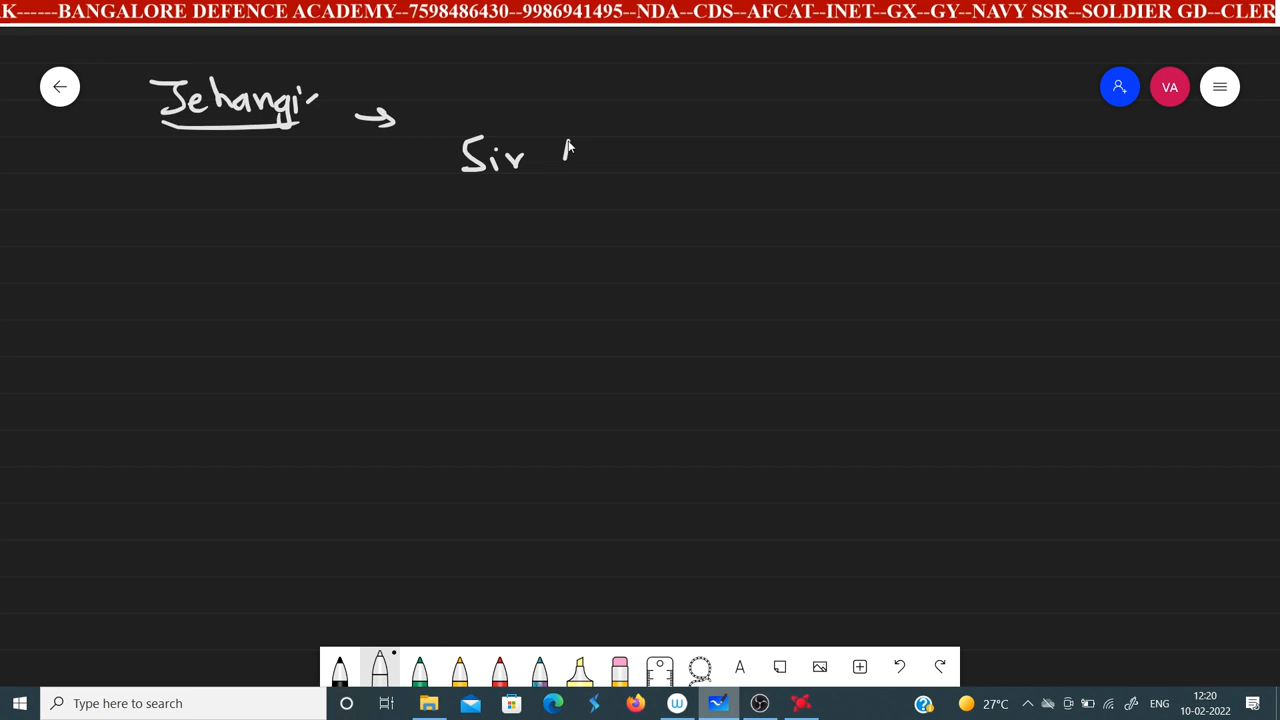 K------BANGALORE DEFENCE ACADEMY--7598486430--9986941495--NDA--CDS--AFCAT--INET--GX--GY--NAVY SSR--SOLDIER GD--CLER
Jehangir →
Sir
VA
A
Type here to search
W
27°C
ENG
12:20
10-02-2022